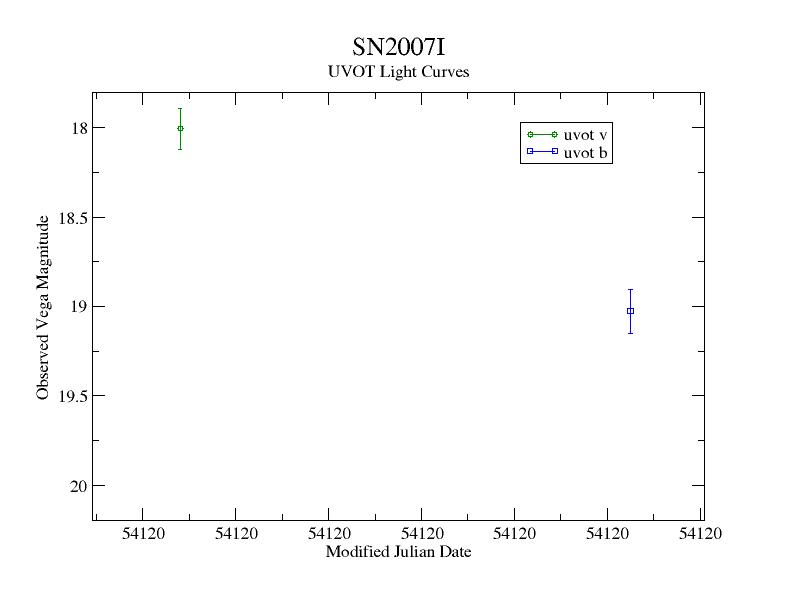 SN2007I
UVOT Light Curves
uvot v
uvot b
Observed Vega Magnitude
18
18.5
19
19.5
20
54120 54120 54120 54120 54120 54120 54120
Modified Julian Date